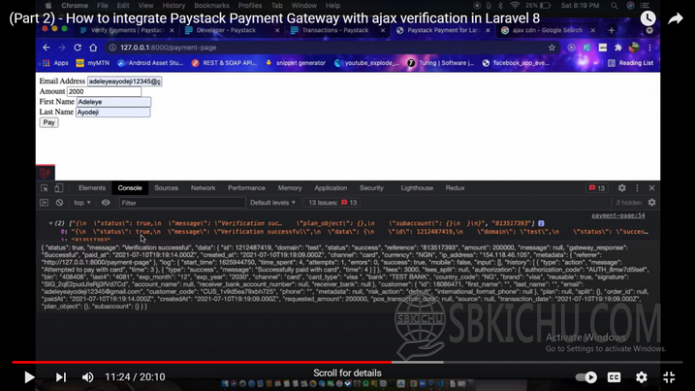 (Part 2) - How to integrate Paystack Payment Gateway with ajax verification in Laravel 8
Chrome File Edit View History Bookmarks Profiles Tab Window Help
52% Sat 8:19 PM
Verify Payments | Paystack
Developer - Paystack
Transactions - Paystack
Paystack Payment for Lar
ajax cdn - Google Search
127.0.0.1:8000/payment-page
Apps myMTN Android Asset Stu... REST & SOAP API... snippet generator youtube_explode_... Turing | Software |... facebook_app_eve... Reading List
Email Address adeleyeayodeji12345@g
Amount 2000
First Name Adeleye
Last Name Ayodeji
Pay
Elements Console Sources Network Performance Memory Application Security Lighthouse Redux 13
top Filter Default levels 13 Issues: 13 2 hidden
payment-page:54
(2) ["{\n \"status\": true,\n \"message\": \"Verification suc… \"plan_object\": {},\n \"subaccount\": {}\n }\n}", "813517393"]
0: "{\n \"status\": true,\n \"message\": \"Verification successful\",\n \"data\": {\n \"id\": 1212487419,\n \"domain\": \"test\",\n \"status\": \"succes…
1: "813517393"
{ "status": true, "message": "Verification successful", "data": { "id": 1212487419, "domain": "test", "status": "success", "reference": "813517393", "amount": 200000, "message": null, "gateway_response":
"Successful", "paid_at": "2021-07-10T19:19:14.000Z", "created_at": "2021-07-10T19:19:09.000Z", "channel": "card", "currency": "NGN", "ip_address": "154.118.46.105", "metadata": { "referrer":
"http://127.0.0.1:8000/payment-page" }, "log": { "start_time": 1625944750, "time_spent": 4, "attempts": 1, "errors": 0, "success": true, "mobile": false, "input": [], "history": [ { "type": "action", "message":
"Attempted to pay with card", "time": 3 }, { "type": "success", "message": "Successfully paid with card", "time": 4 } ] }, "fees": 3000, "fees_split": null, "authorization": { "authorization_code":
"bin": "408408", "last4": "4081", "exp_month": "12", "exp_year": "2030", "channel": "card", "card_type": "visa ", "bank": "TEST BANK", "country_code": "NG", "brand": "visa", "reusable": true, "signature":
"account_name": null, "receiver_bank_account_number": null, "receiver_bank": null }, "customer": { "id": 18086471, "first_name": "", "last_name": "", "email":
"adeleyeayodeji12345@gmail.com", "customer_code": "phone": "", "metadata": null, "risk_action": "default", "international_format_phone": null }, "plan": null, "split": {}, "order_id": null,
"paidAt": "2021-07-10T19:19:14.000Z", "createdAt": "2021-07-10T19:19:09.000Z", "requested_amount": 200000, "pos_transaction_data": null, "source": null, "transaction_date": "2021-07-10T19:19:09.000Z",
"plan_object": {}, "subaccount": {} } }
SBKICHU
SBKICHU.COM
Activate Windows
Go to Settings to activate Windows.
Scroll for details
11:24 / 20:10